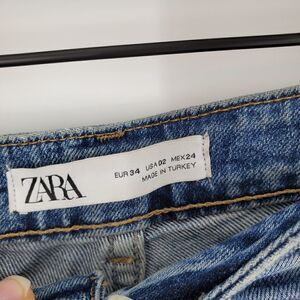 ZARA
EUR 34 USA 02 MEX 24
MADE IN TURKEY